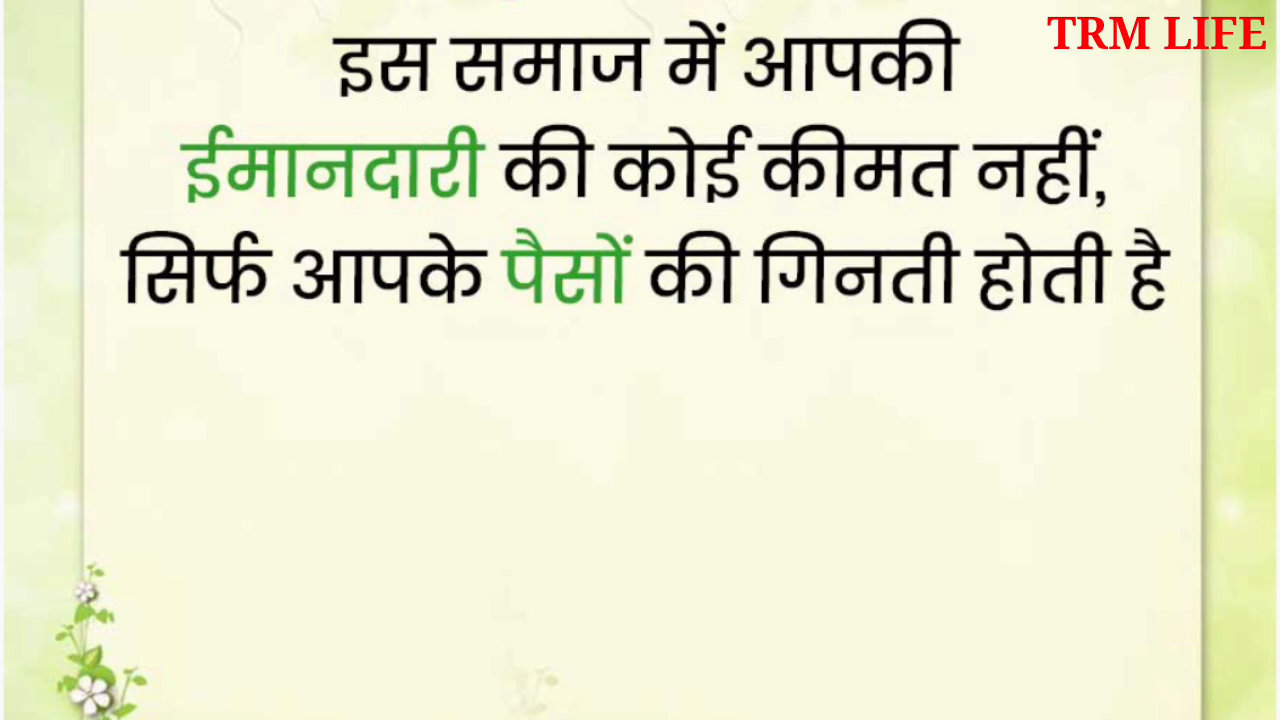 TRM LIFE
इस समाज में आपकी
ईमानदारी की कोई कीमत नहीं,
सिर्फ आपके पैसों की गिनती होती है